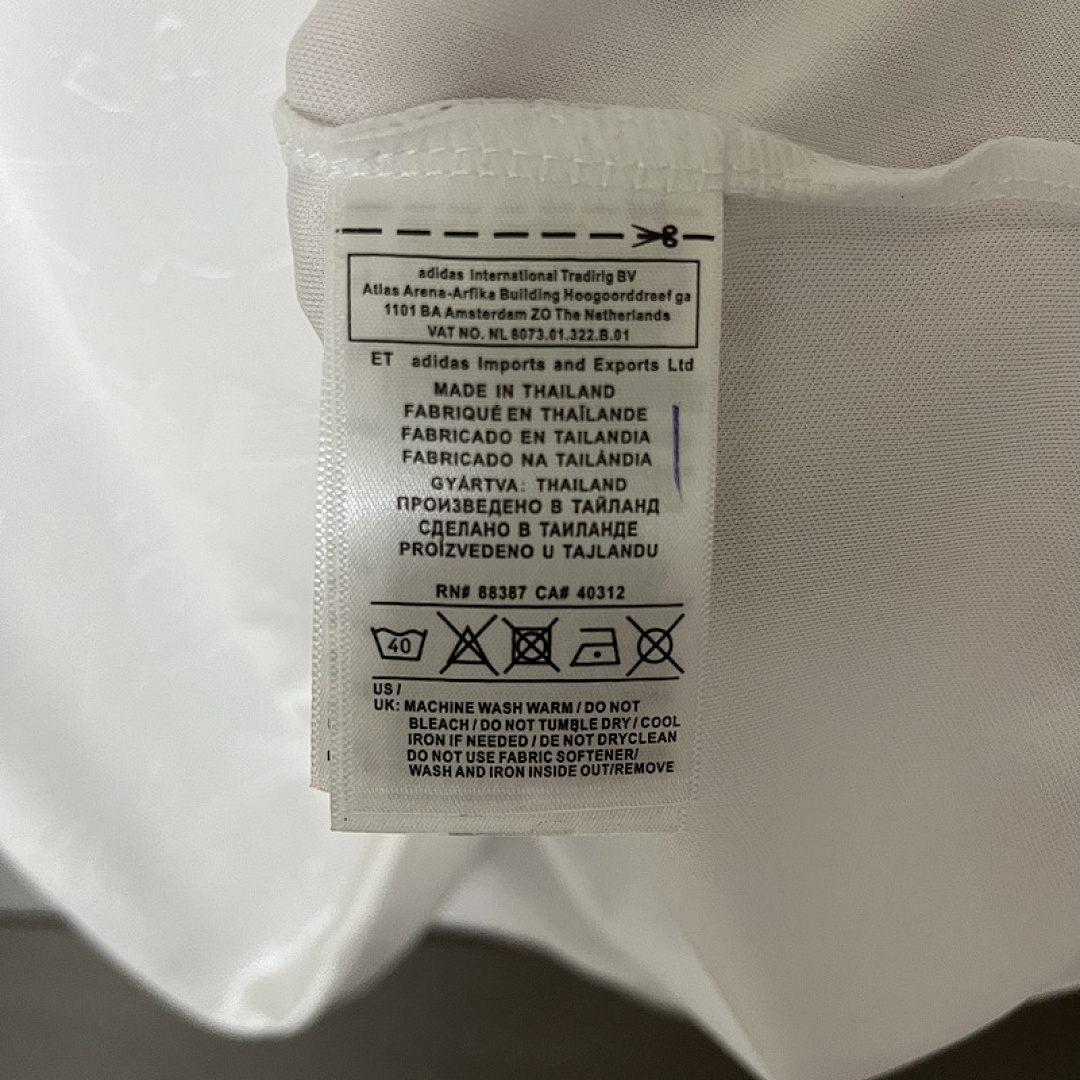 adidas International Tradirig BV
Atlas Arena-Arfika Building Hoogoorddreef ga
1101 BA Amsterdam ZO The Netherlands
VAT NO. NL 8073.01.322.B.01
ET adidas Imports and Exports Ltd
MADE IN THAILAND
FABRIQUÉ EN THAÏLANDE
FABRICADO EN TAILANDIA
FABRICADO NA TAILÁNDIA
GYÁRTVA: THAILAND
ПРОИЗВЕДЕНО В ТАЙЛАНД
СДЕЛАНО В ТАИЛАНДЕ
PROÍZVEDENO U TAJLANDU
RN# 88387 CA# 40312
40
US /
UK: MACHINE WASH WARM / DO NOT
BLEACH / DO NOT TUMBLE DRY / COOL
IRON IF NEEDED / DE NOT DRYCLEAN
DO NOT USE FABRIC SOFTENER/
WASH AND IRON INSIDE OUT/REMOVE